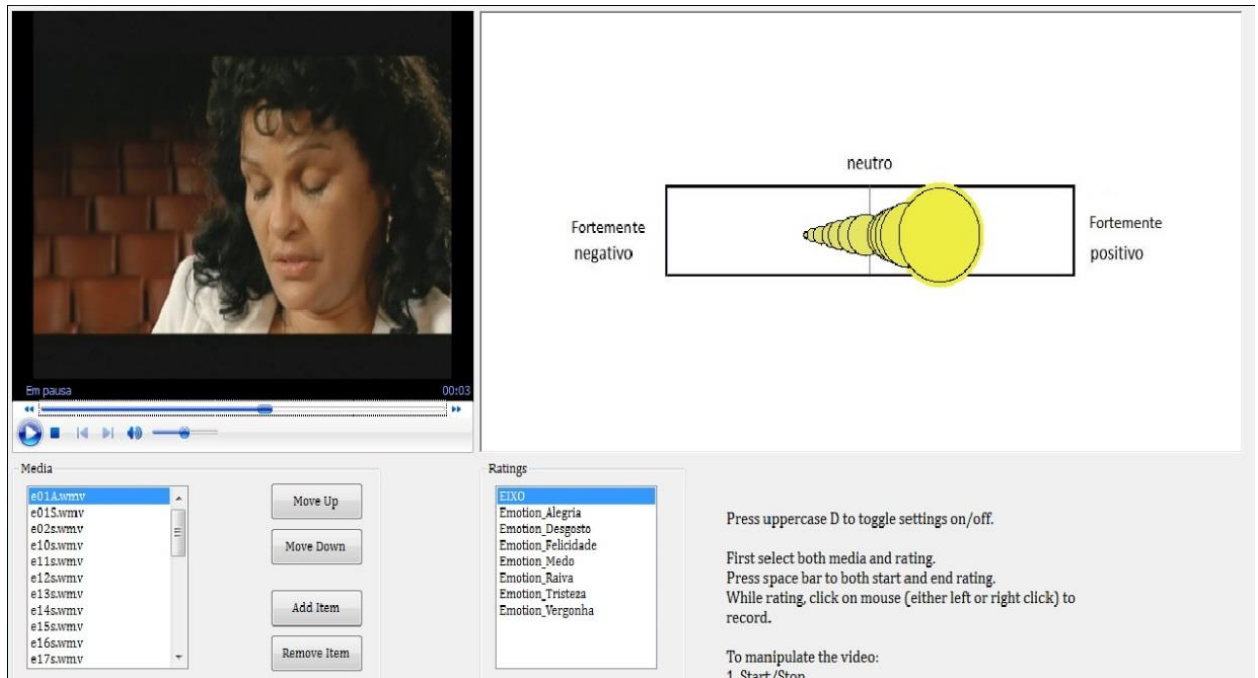 neutro
Fortemente
negativo
Fortemente
positivo
Em pausa
00:03
Media
e01A.wmv
e01S.wmv
e02s.wmv
e10s.wmv
e11s.wmv
e12s.wmv
e13s.wmv
e14s.wmv
e15s.wmv
e16s.wmv
e17s.wmv
Move Up
Move Down
Add Item
Remove Item
Ratings
EIXO
Emotion_Alegria
Emotion_Desgosto
Emotion_Felicidade
Emotion_Medo
Emotion_Raiva
Emotion_Tristeza
Emotion_Vergonha
Press uppercase D to toggle settings on/off.
First select both media and rating.
Press space bar to both start and end rating.
While rating, click on mouse (either left or right click) to
record.
To manipulate the video:
1. Start/Stop